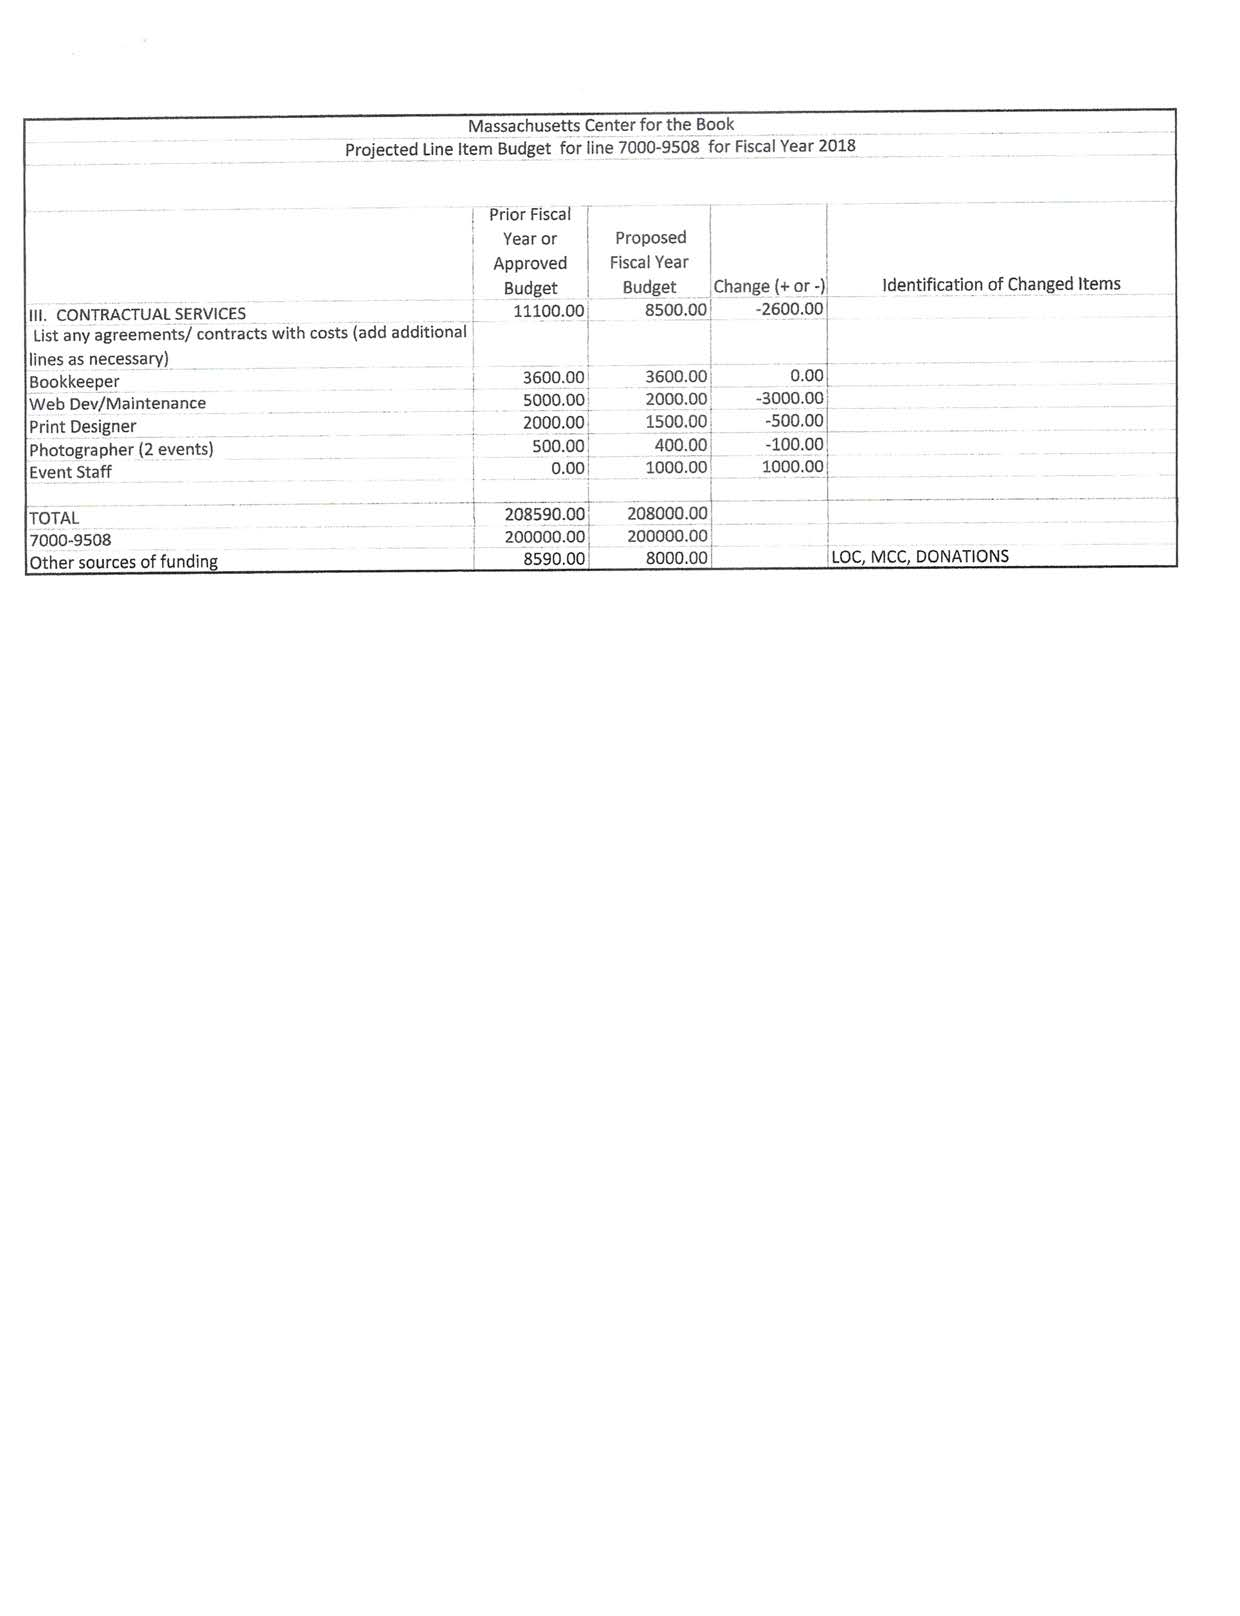 Massachusetts Center for the Book
Projected Line Item Budget for line 7000-9508 for Fiscal Year 2018
Prior Fiscal Year or Approved Budget Proposed Fiscal Year Budget Change (+ or -) Identification of Changed Items
III. CONTRACTUAL SERVICES 11100.00 8500.00 -2600.00
List any agreements/ contracts with costs (add additional
lines as necessary)
Bookkeeper 3600.00 3600.00 0.00
Web Dev/Maintenance 5000.00 2000.00 -3000.00
Print Designer 2000.00 1500.00 -500.00
Photographer (2 events) 500.00 400.00 -100.00
Event Staff 0.00 1000.00 1000.00
TOTAL 208590.00 208000.00
7000-9508 200000.00 200000.00
Other sources of funding 8590.00 8000.00 LOC, MCC, DONATIONS